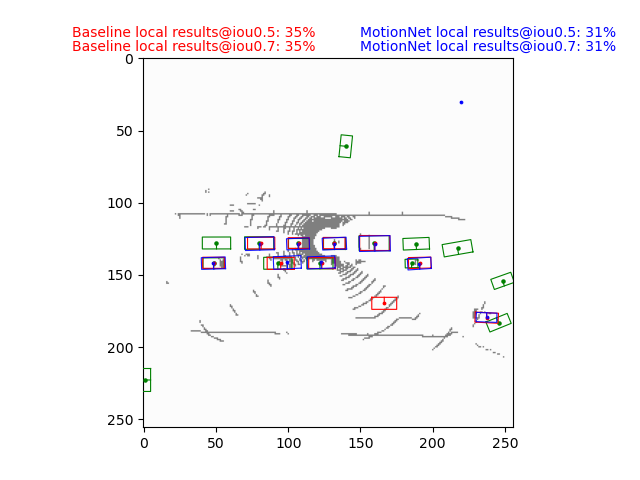 Baseline local results@iou0.5: 35% MotionNet local results@iou0.5: 31%
Baseline local results@iou0.7: 35% MotionNet local results@iou0.7: 31%
0
50
100
150
200
250
0 50 100 150 200 250